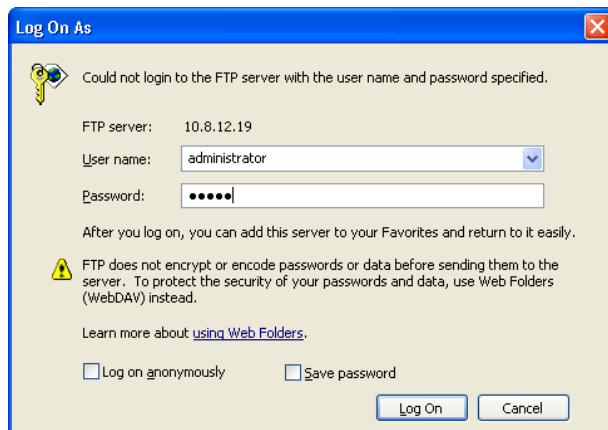 Log On As
Could not login to the FTP server with the user name and password specified.
FTP server: 10.8.12.19
User name: administrator
Password: •••••
After you log on, you can add this server to your Favorites and return to it easily.
FTP does not encrypt or encode passwords or data before sending them to the
server. To protect the security of your passwords and data, use Web Folders
(WebDAV) instead.
Learn more about using Web Folders.
Log on anonymously Save password
Log On Cancel